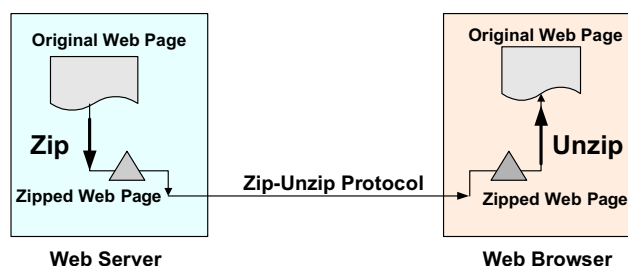 Original Web Page
Zip
Zipped Web Page
Web Server
Zip-Unzip Protocol
Original Web Page
Unzip
Zipped Web Page
Web Browser